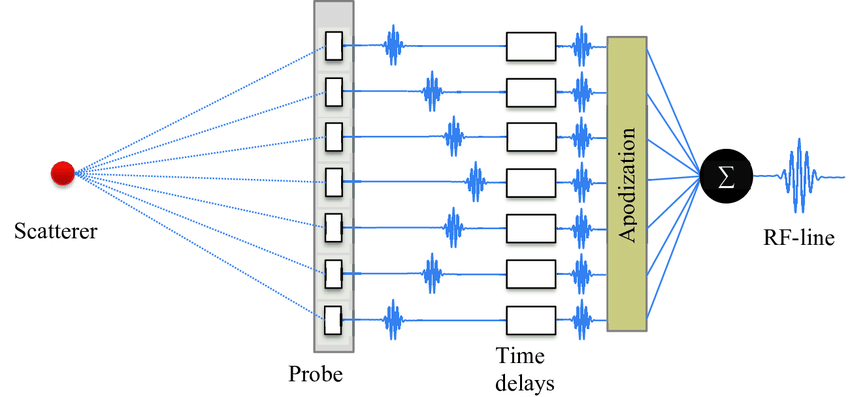 Scatterer
Probe
Time
delays
Apodization
Σ
RF-line